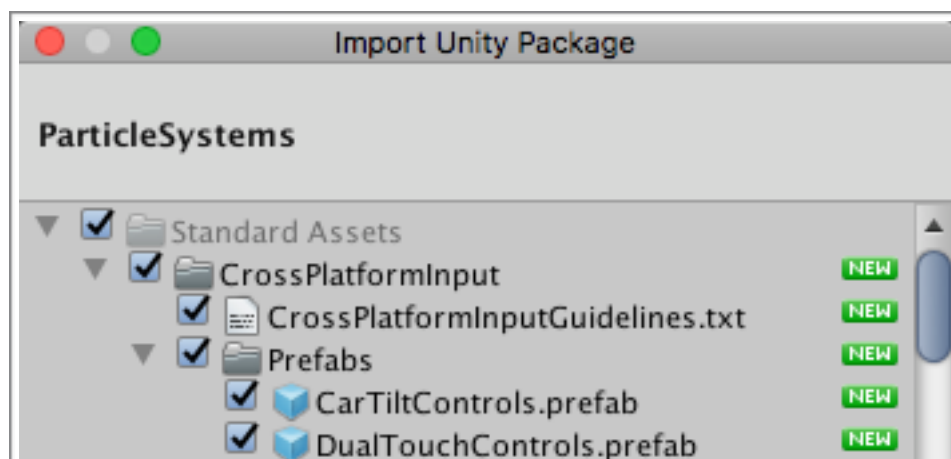 Import Unity Package
ParticleSystems
Standard Assets
CrossPlatformInput NEW
CrossPlatformInputGuidelines.txt NEW
Prefabs NEW
CarTiltControls.prefab NEW
DualTouchControls.prefab NEW